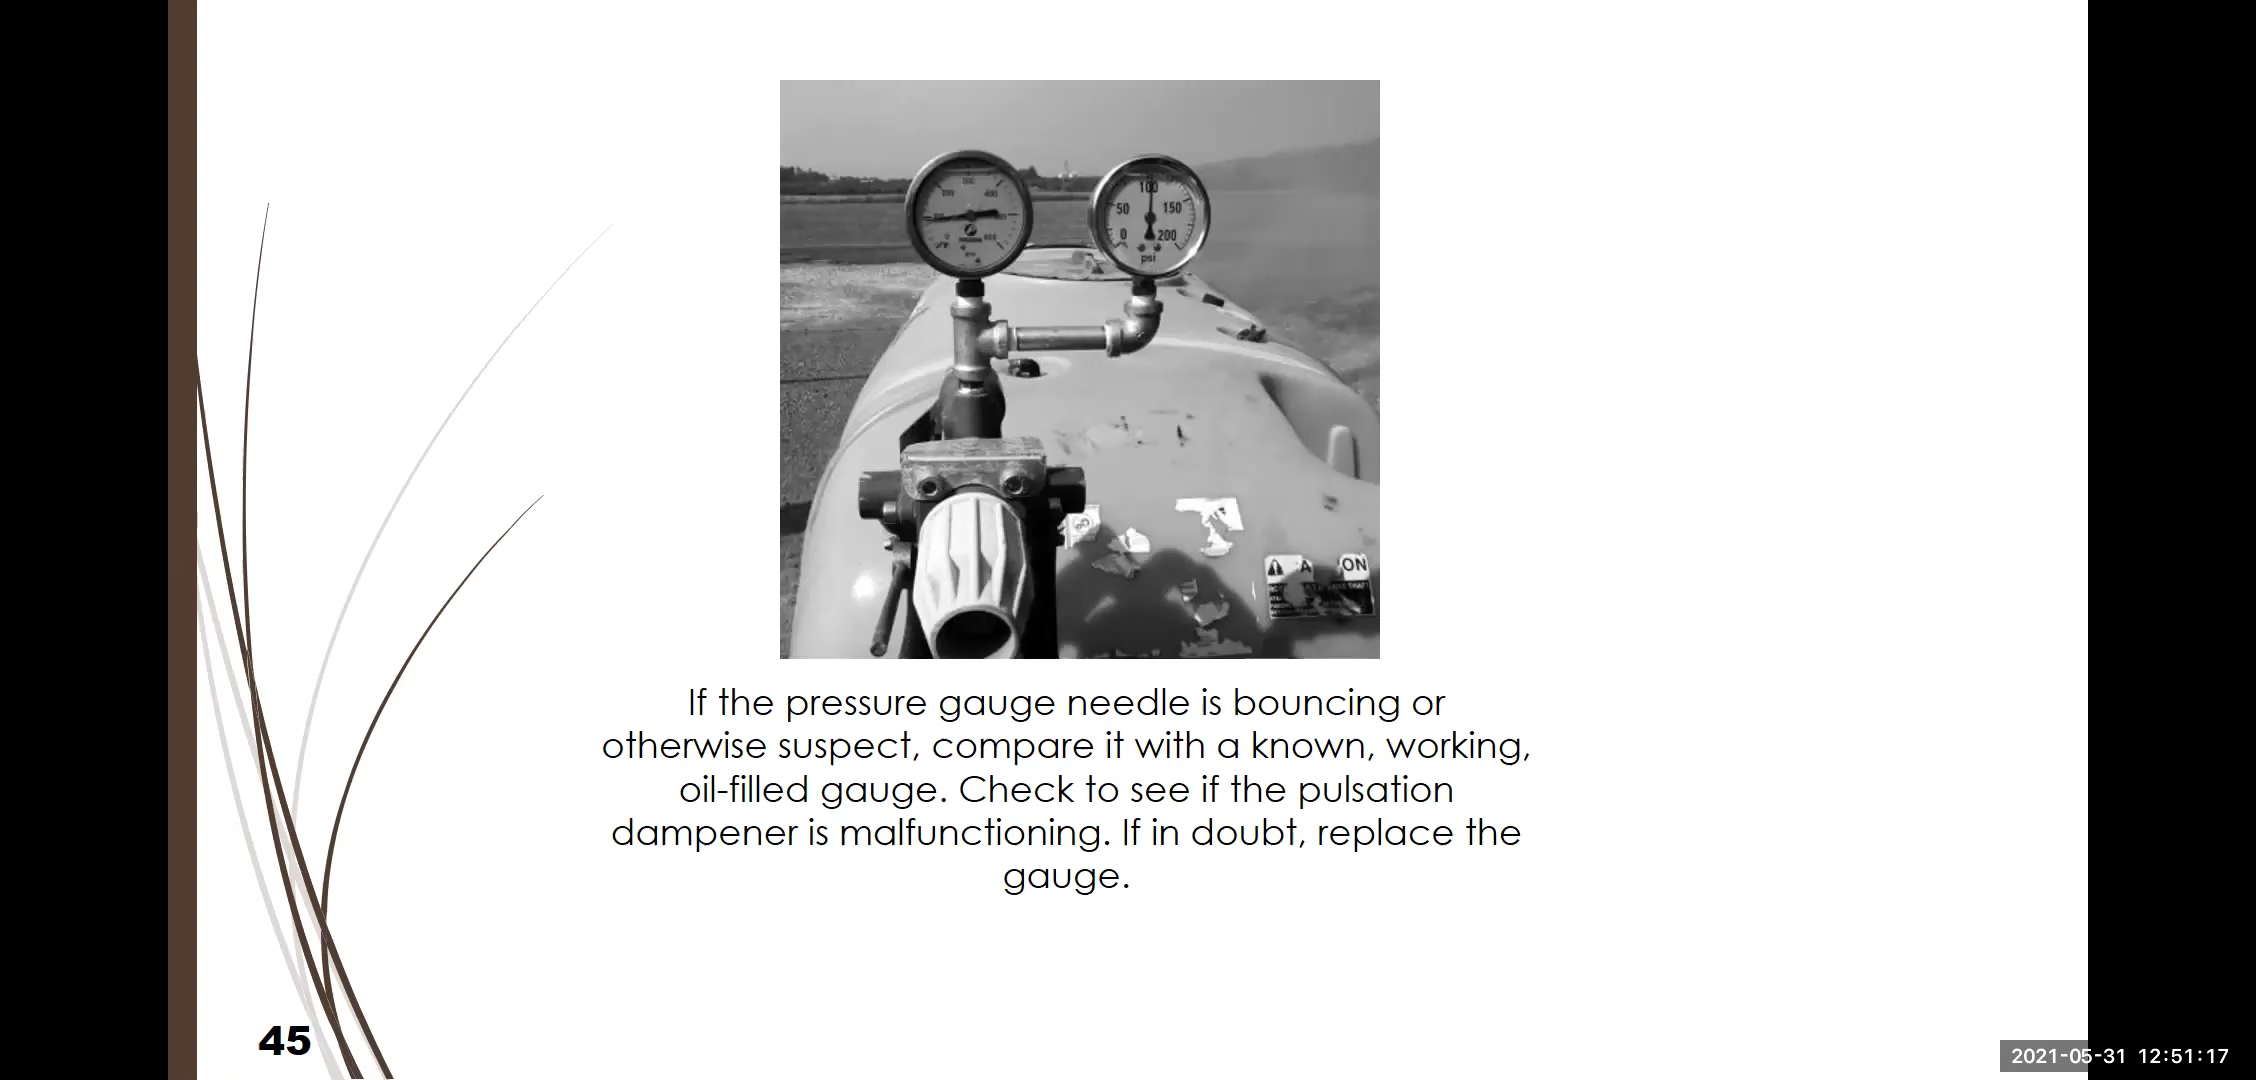 100
50
150
0
200
psi
400
ON
If the pressure gauge needle is bouncing or
otherwise suspect, compare it with a known, working,
oil-filled gauge. Check to see if the pulsation
dampener is malfunctioning. If in doubt, replace the
gauge.
45
2021-05-31 12:51:17